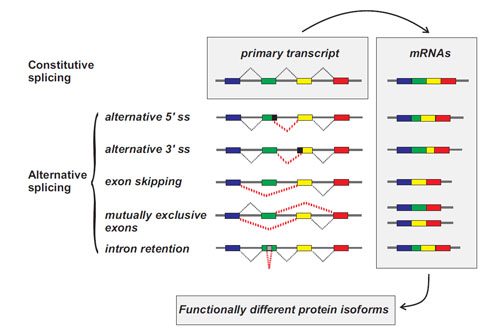 primary transcript
mRNAs
Constitutive
splicing
Alternative
splicing
alternative 5' ss
alternative 3' ss
exon skipping
mutually exclusive
exons
intron retention
Functionally different protein isoforms